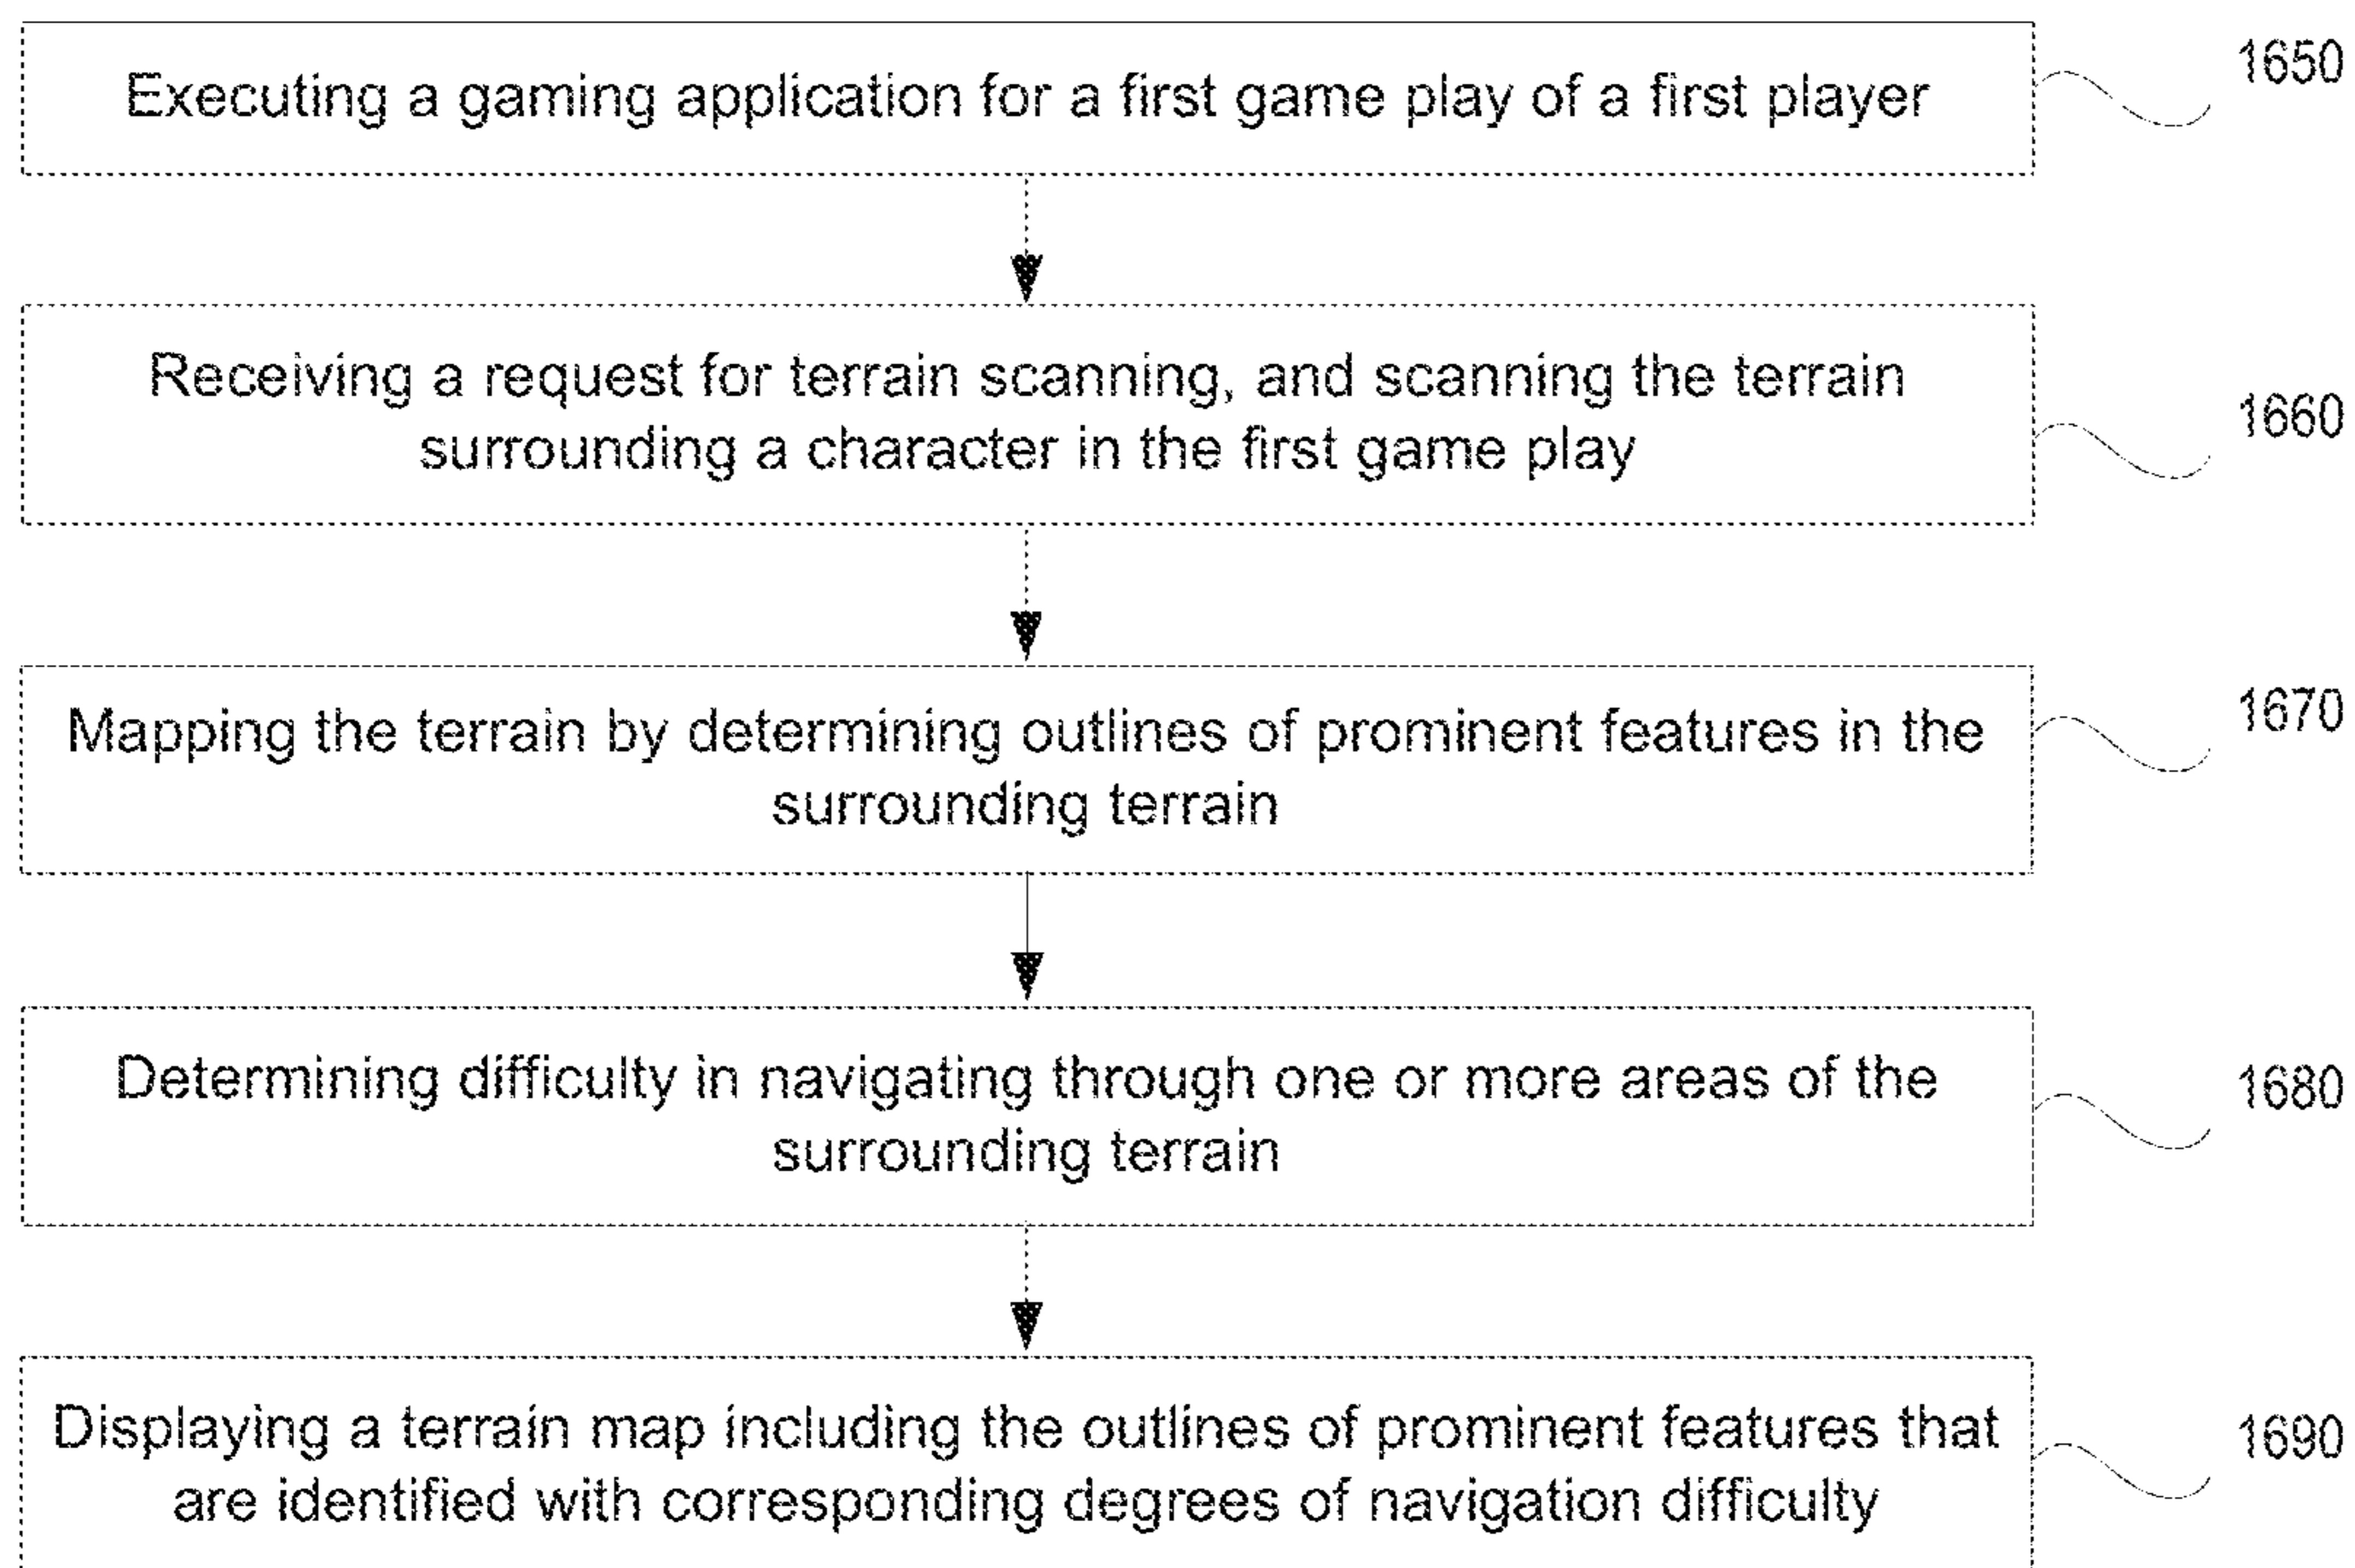 Executing a gaming application for a first game play of a first player
1650
Receiving a request for terrain scanning, and scanning the terrain
surrounding a character in the first game play
1660
Mapping the terrain by determining outlines of prominent features in the
surrounding terrain
1670
Determining difficulty in navigating through one or more areas of the
surrounding terrain
1680
Displaying a terrain map including the outlines of prominent features that
are identified with corresponding degrees of navigation difficulty
1690